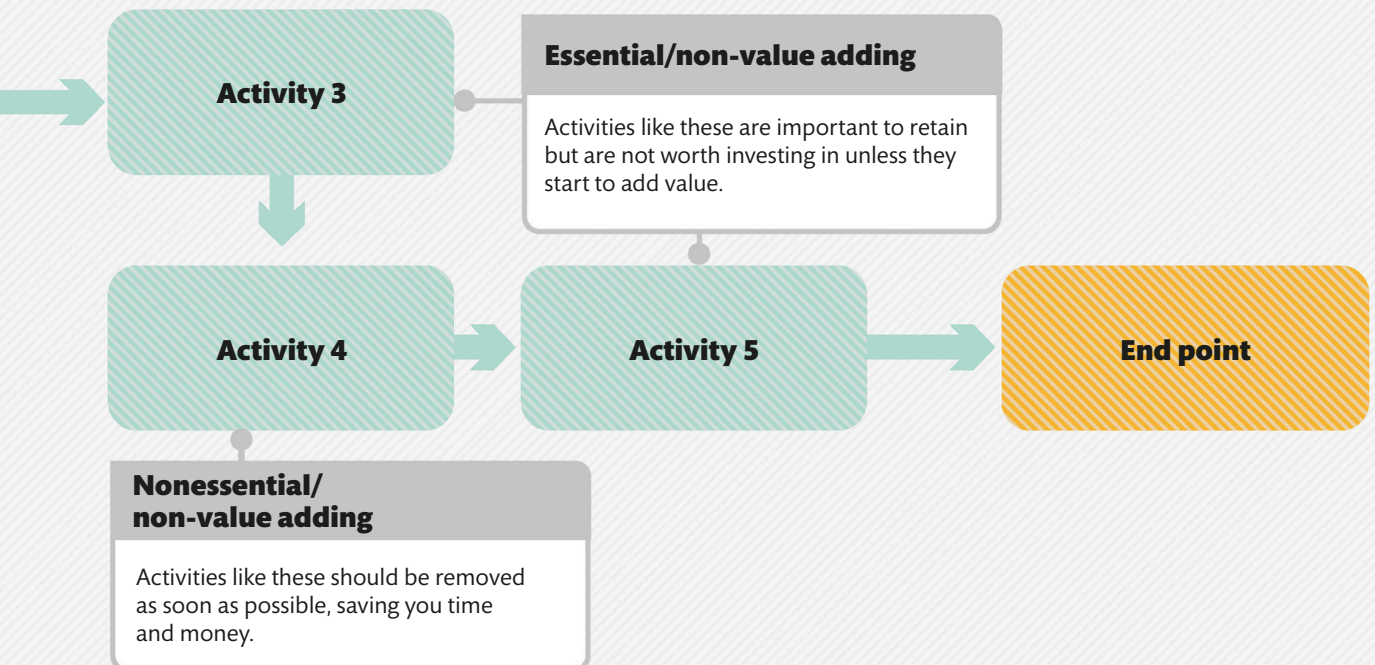 Activity 3
Essential/non-value adding
Activities like these are important to retain
but are not worth investing in unless they
start to add value.
Activity 4
Activity 5
End point
Nonessential/
non-value adding
Activities like these should be removed
as soon as possible, saving you time
and money.